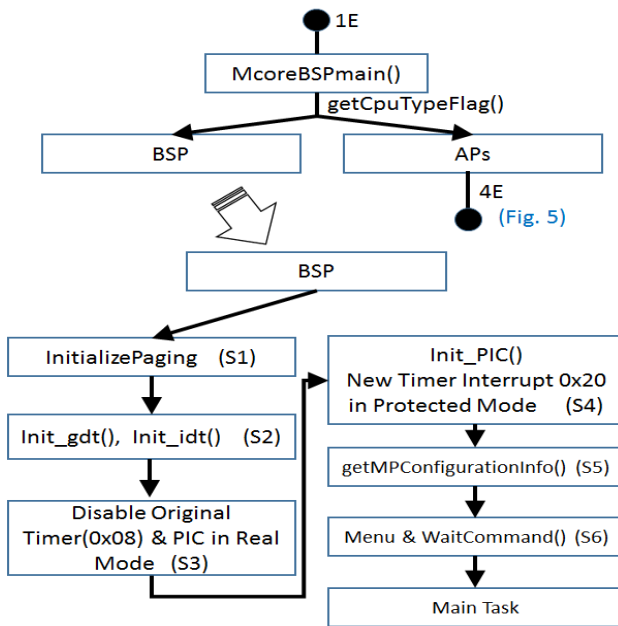 1E
McoreBSPmain()
getCpuTypeFlag()
BSP
APs
4E
(Fig. 5)
BSP
InitializePaging (S1)
Init_gdt(), Init_idt() (S2)
Disable Original
Timer(0x08) & PIC in Real
Mode (S3)
Init_PIC()
New Timer Interrupt 0x20
in Protected Mode (S4)
getMPConfigurationInfo() (S5)
Menu & WaitCommand() (S6)
Main Task